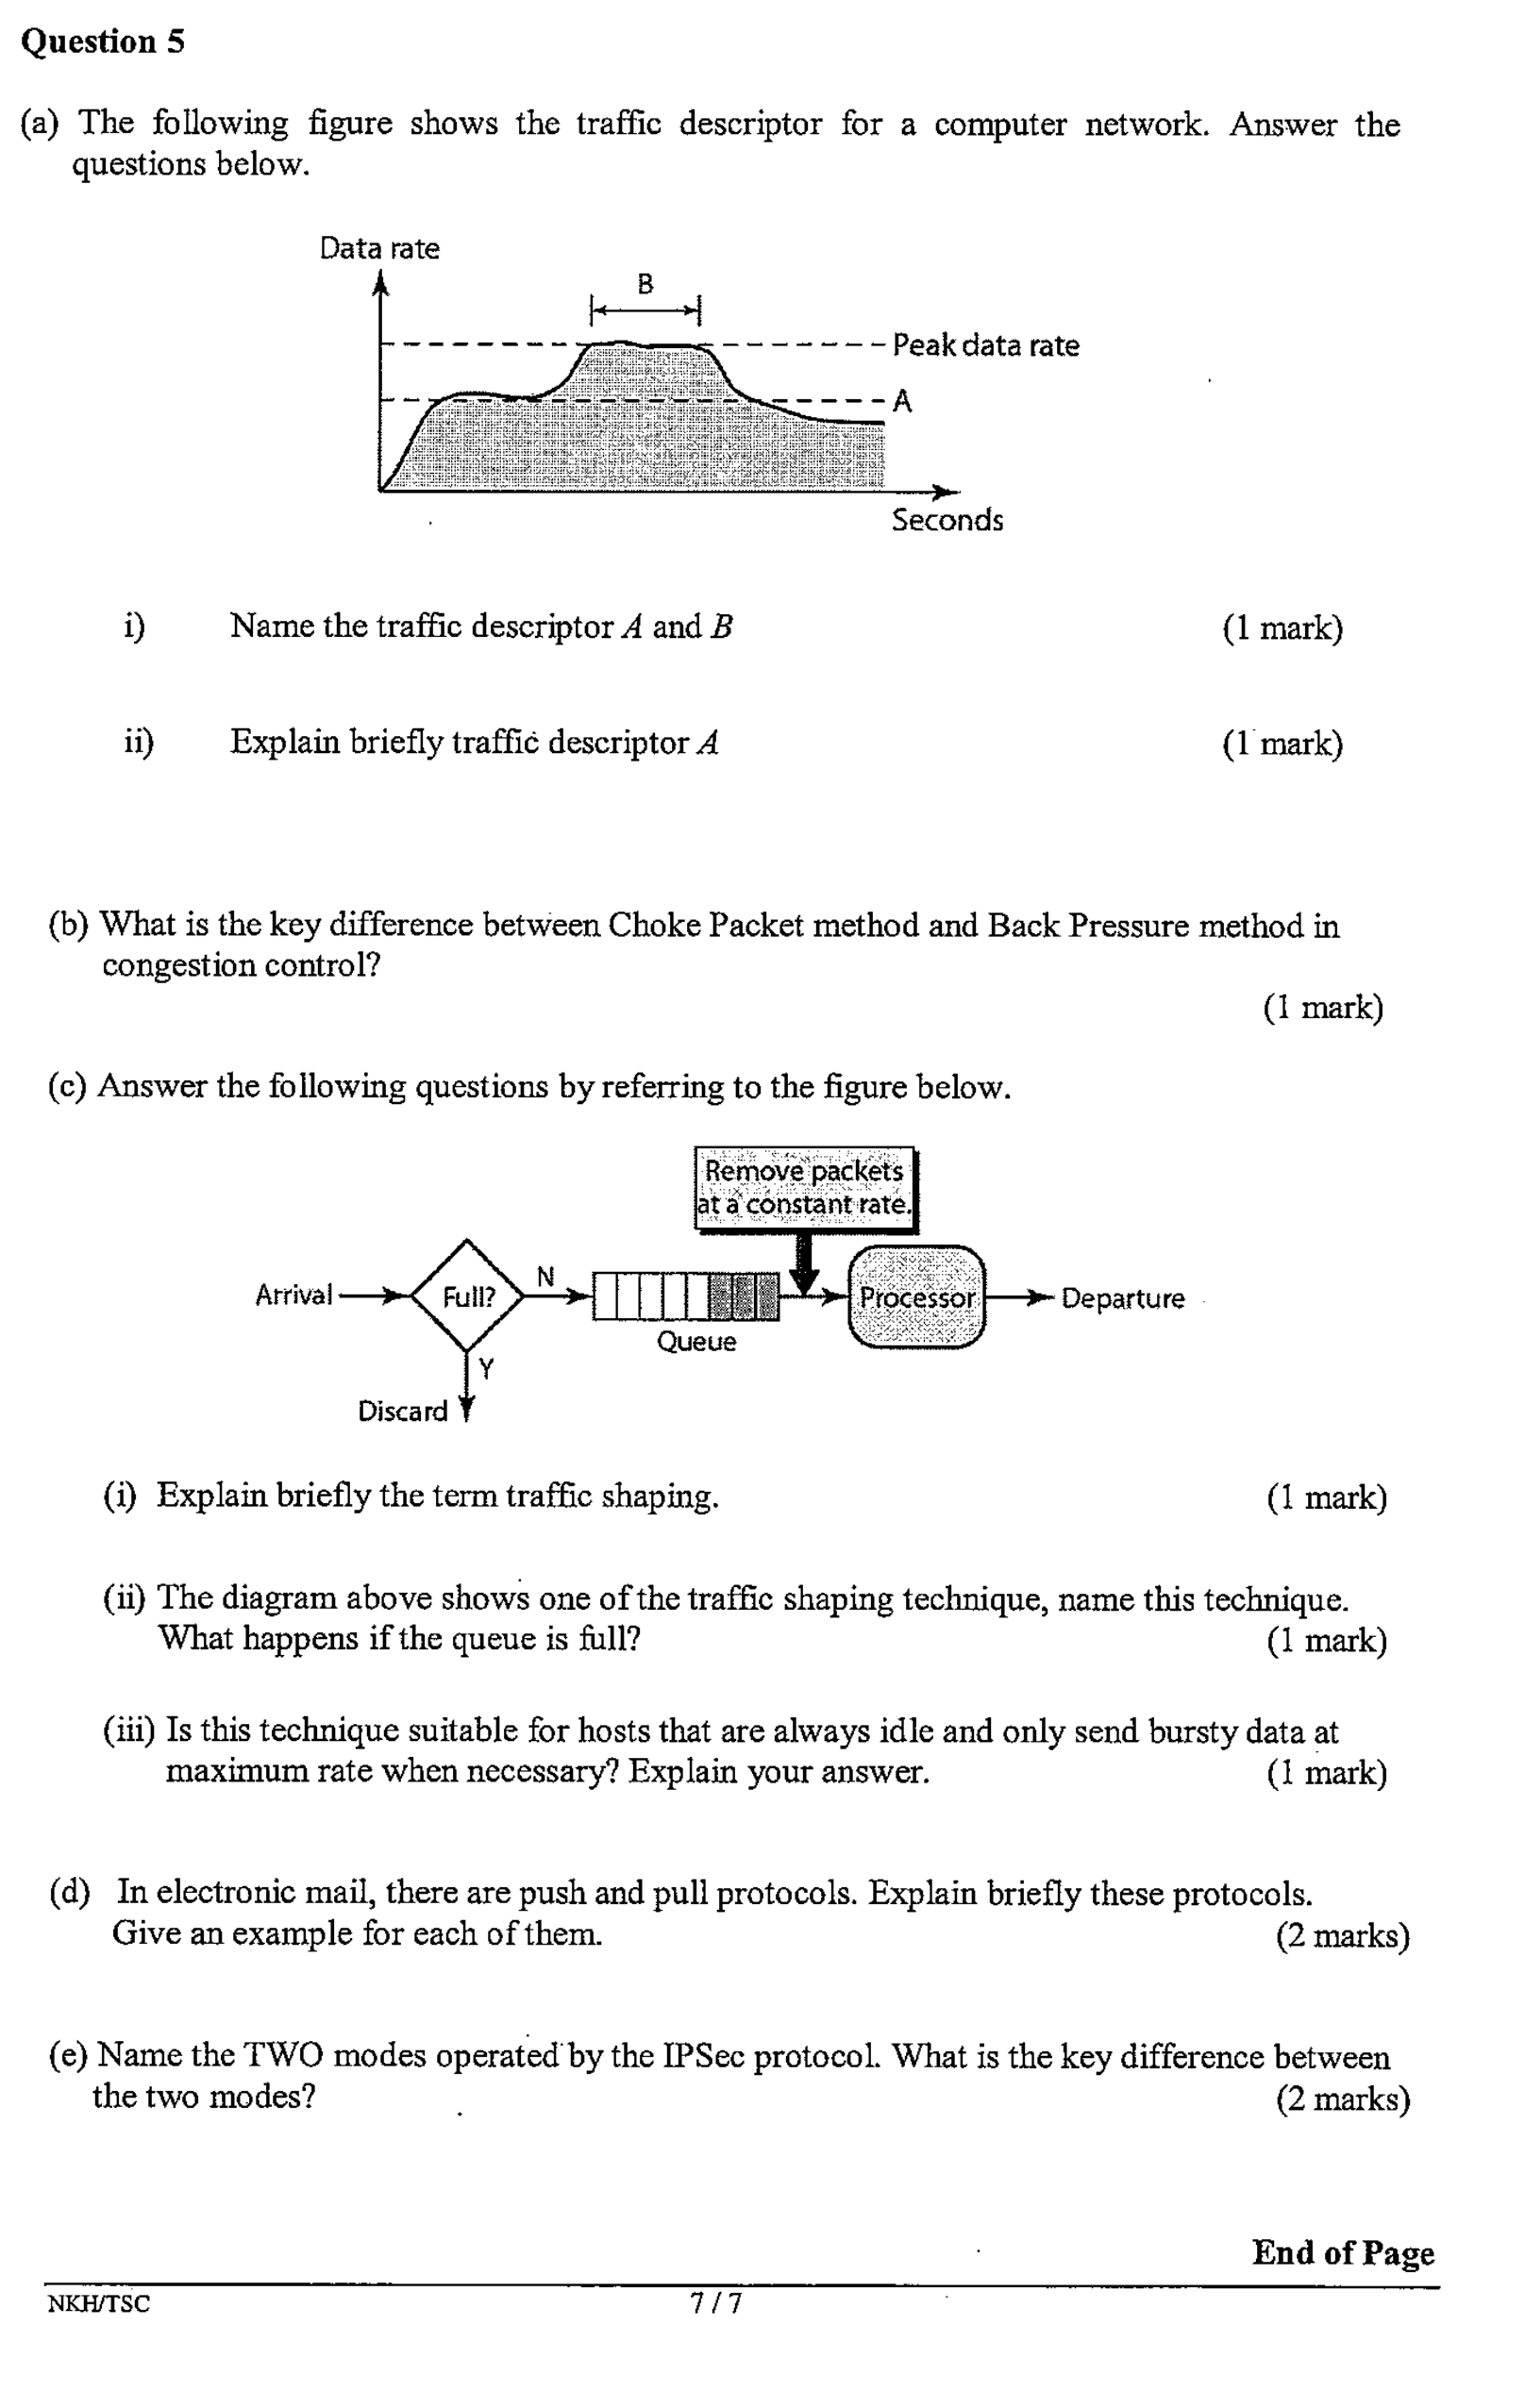 Question 5
(a) The following figure shows the traffic descriptor for a computer network. Answer the
questions below.
Data rate
B
Peak data rate
A
Seconds
i) Name the traffic descriptor A and B (1 mark)
ii) Explain briefly traffic descriptor A (1 mark)
(b) What is the key difference between Choke Packet method and Back Pressure method in
congestion control?
(1 mark)
(c) Answer the following questions by referring to the figure below.
Remove packets
at a constant rate.
Arrival
Full?
N
Queue
Processor
Departure
Y
Discard
(i) Explain briefly the term traffic shaping. (1 mark)
(ii) The diagram above shows one of the traffic shaping technique, name this technique.
What happens if the queue is full? (1 mark)
(iii) Is this technique suitable for hosts that are always idle and only send bursty data at
maximum rate when necessary? Explain your answer. (1 mark)
(d) In electronic mail, there are push and pull protocols. Explain briefly these protocols.
Give an example for each of them. (2 marks)
(e) Name the TWO modes operated by the IPSec protocol. What is the key difference between
the two modes? (2 marks)
End of Page
NKH/TSC 7 / 7